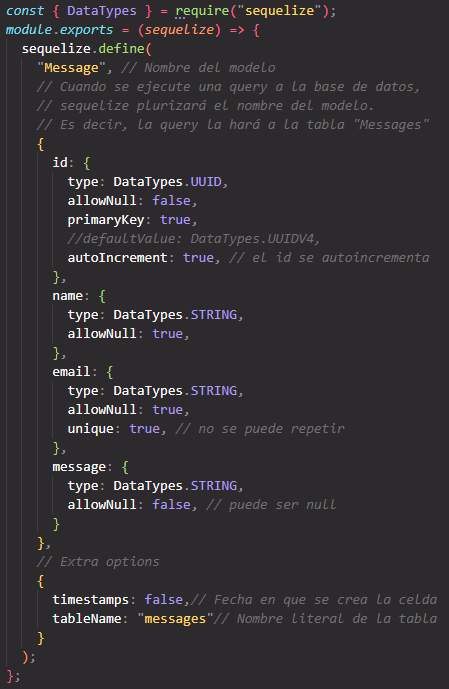 const { DataTypes } = require("sequelize");
module.exports = (sequelize) => {
  sequelize.define(
    "Message", // Nombre del modelo
    // Cuando se ejecute una query a la base de datos,
    // sequelize plurizará el nombre del modelo.
    // Es decir, la query la hará a la tabla "Messages"
    {
      id: {
        type: DataTypes.UUID,
        allowNull: false,
        primaryKey: true,
        //defaultValue: DataTypes.UUIDV4,
        autoIncrement: true, // el id se autoincrementa
      },
      name: {
        type: DataTypes.STRING,
        allowNull: true,
      },
      email: {
        type: DataTypes.STRING,
        allowNull: true,
        unique: true, // no se puede repetir
      },
      message: {
        type: DataTypes.STRING,
        allowNull: false, // puede ser null
      }
    },
    // Extra options
    {
      timestamps: false,// Fecha en que se crea la celda
      tableName: "messages"// Nombre literal de la tabla
    }
  );
};